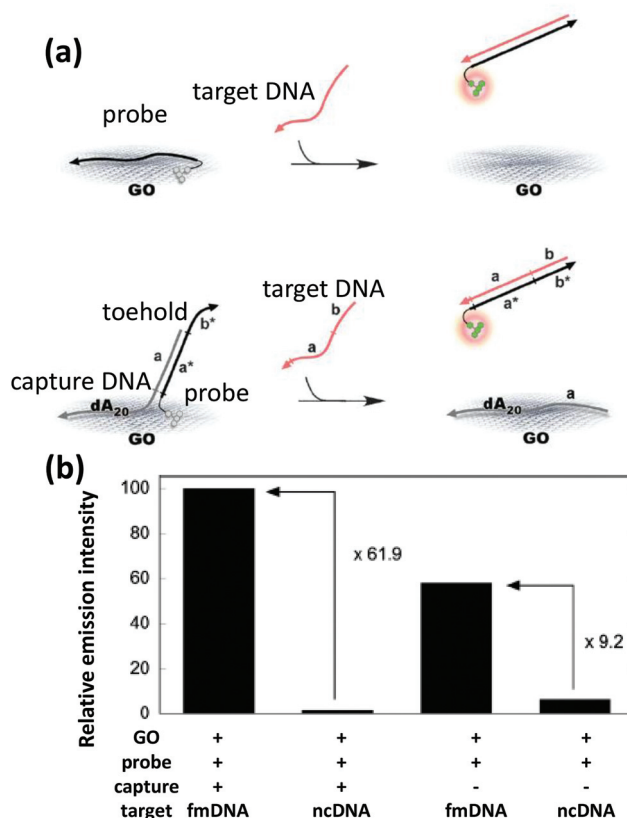 (a)
probe
target DNA
GO
GO
toehold
a
b*
a*
capture DNA
probe
dA20
GO
target DNA
b
a
b
a
b*
a*
dA20
a
GO
(b)
Relative emission intensity
100
80
60
40
20
0
x 61.9
x 9.2
GO + + + +
probe + + + +
capture + + - -
target fmDNA ncDNA fmDNA ncDNA